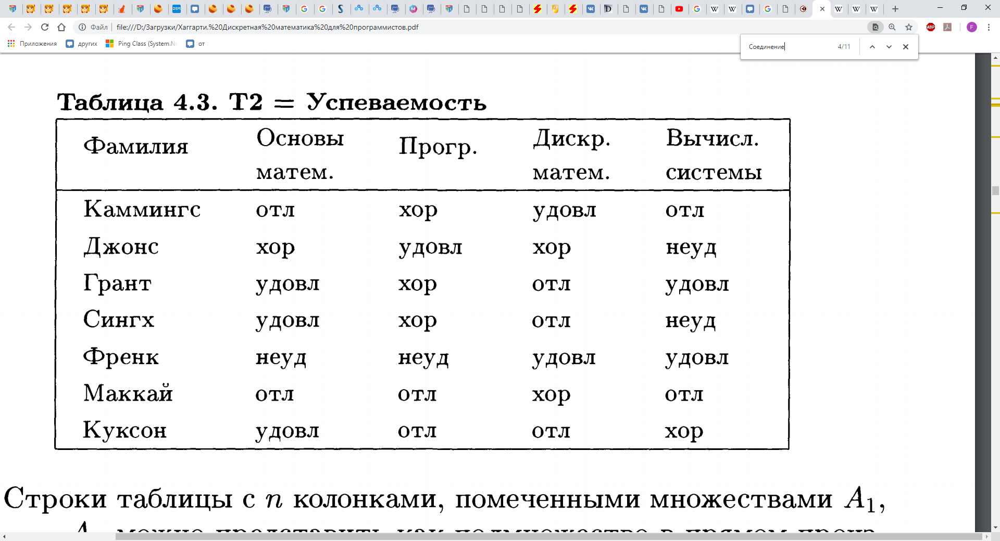 Файл file:///D:/Загрузки/Хаггарти.%20Дискретная%20математика%20для%20программистов.pdf
Приложения других Ping Class (System.Ne от
Соединение 4/11
Таблица 4.3. Т2 = Успеваемость
Фамилия Основы матем. Прогр. Дискр. матем. Вычисл. системы
Каммингс отл хор удовл отл
Джонс хор удовл хор неуд
Грант удовл хор отл удовл
Сингх удовл хор отл неуд
Френк неуд неуд удовл удовл
Маккай отл отл хор отл
Куксон удовл отл отл хор
Строки таблицы с n колонками, помеченными множествами A₁,